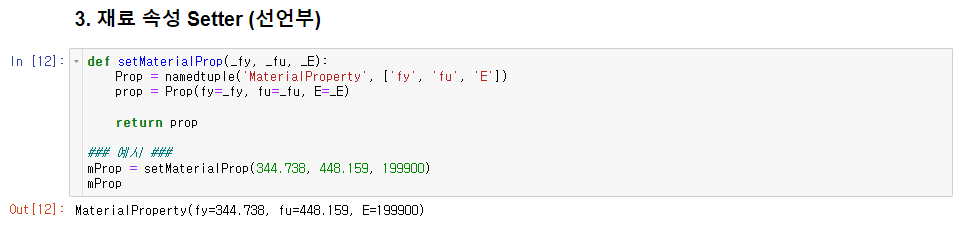 3. 재료 속성 Setter (선언부)
In [12]:
def setMaterialProp(_fy, _fu, _E):
    Prop = namedtuple('MaterialProperty', ['fy', 'fu', 'E'])
    prop = Prop(fy=_fy, fu=_fu, E=_E)
    return prop
### 예시 ###
mProp = setMaterialProp(344.738, 448.159, 199900)
mProp
Out[12]: MaterialProperty(fy=344.738, fu=448.159, E=199900)